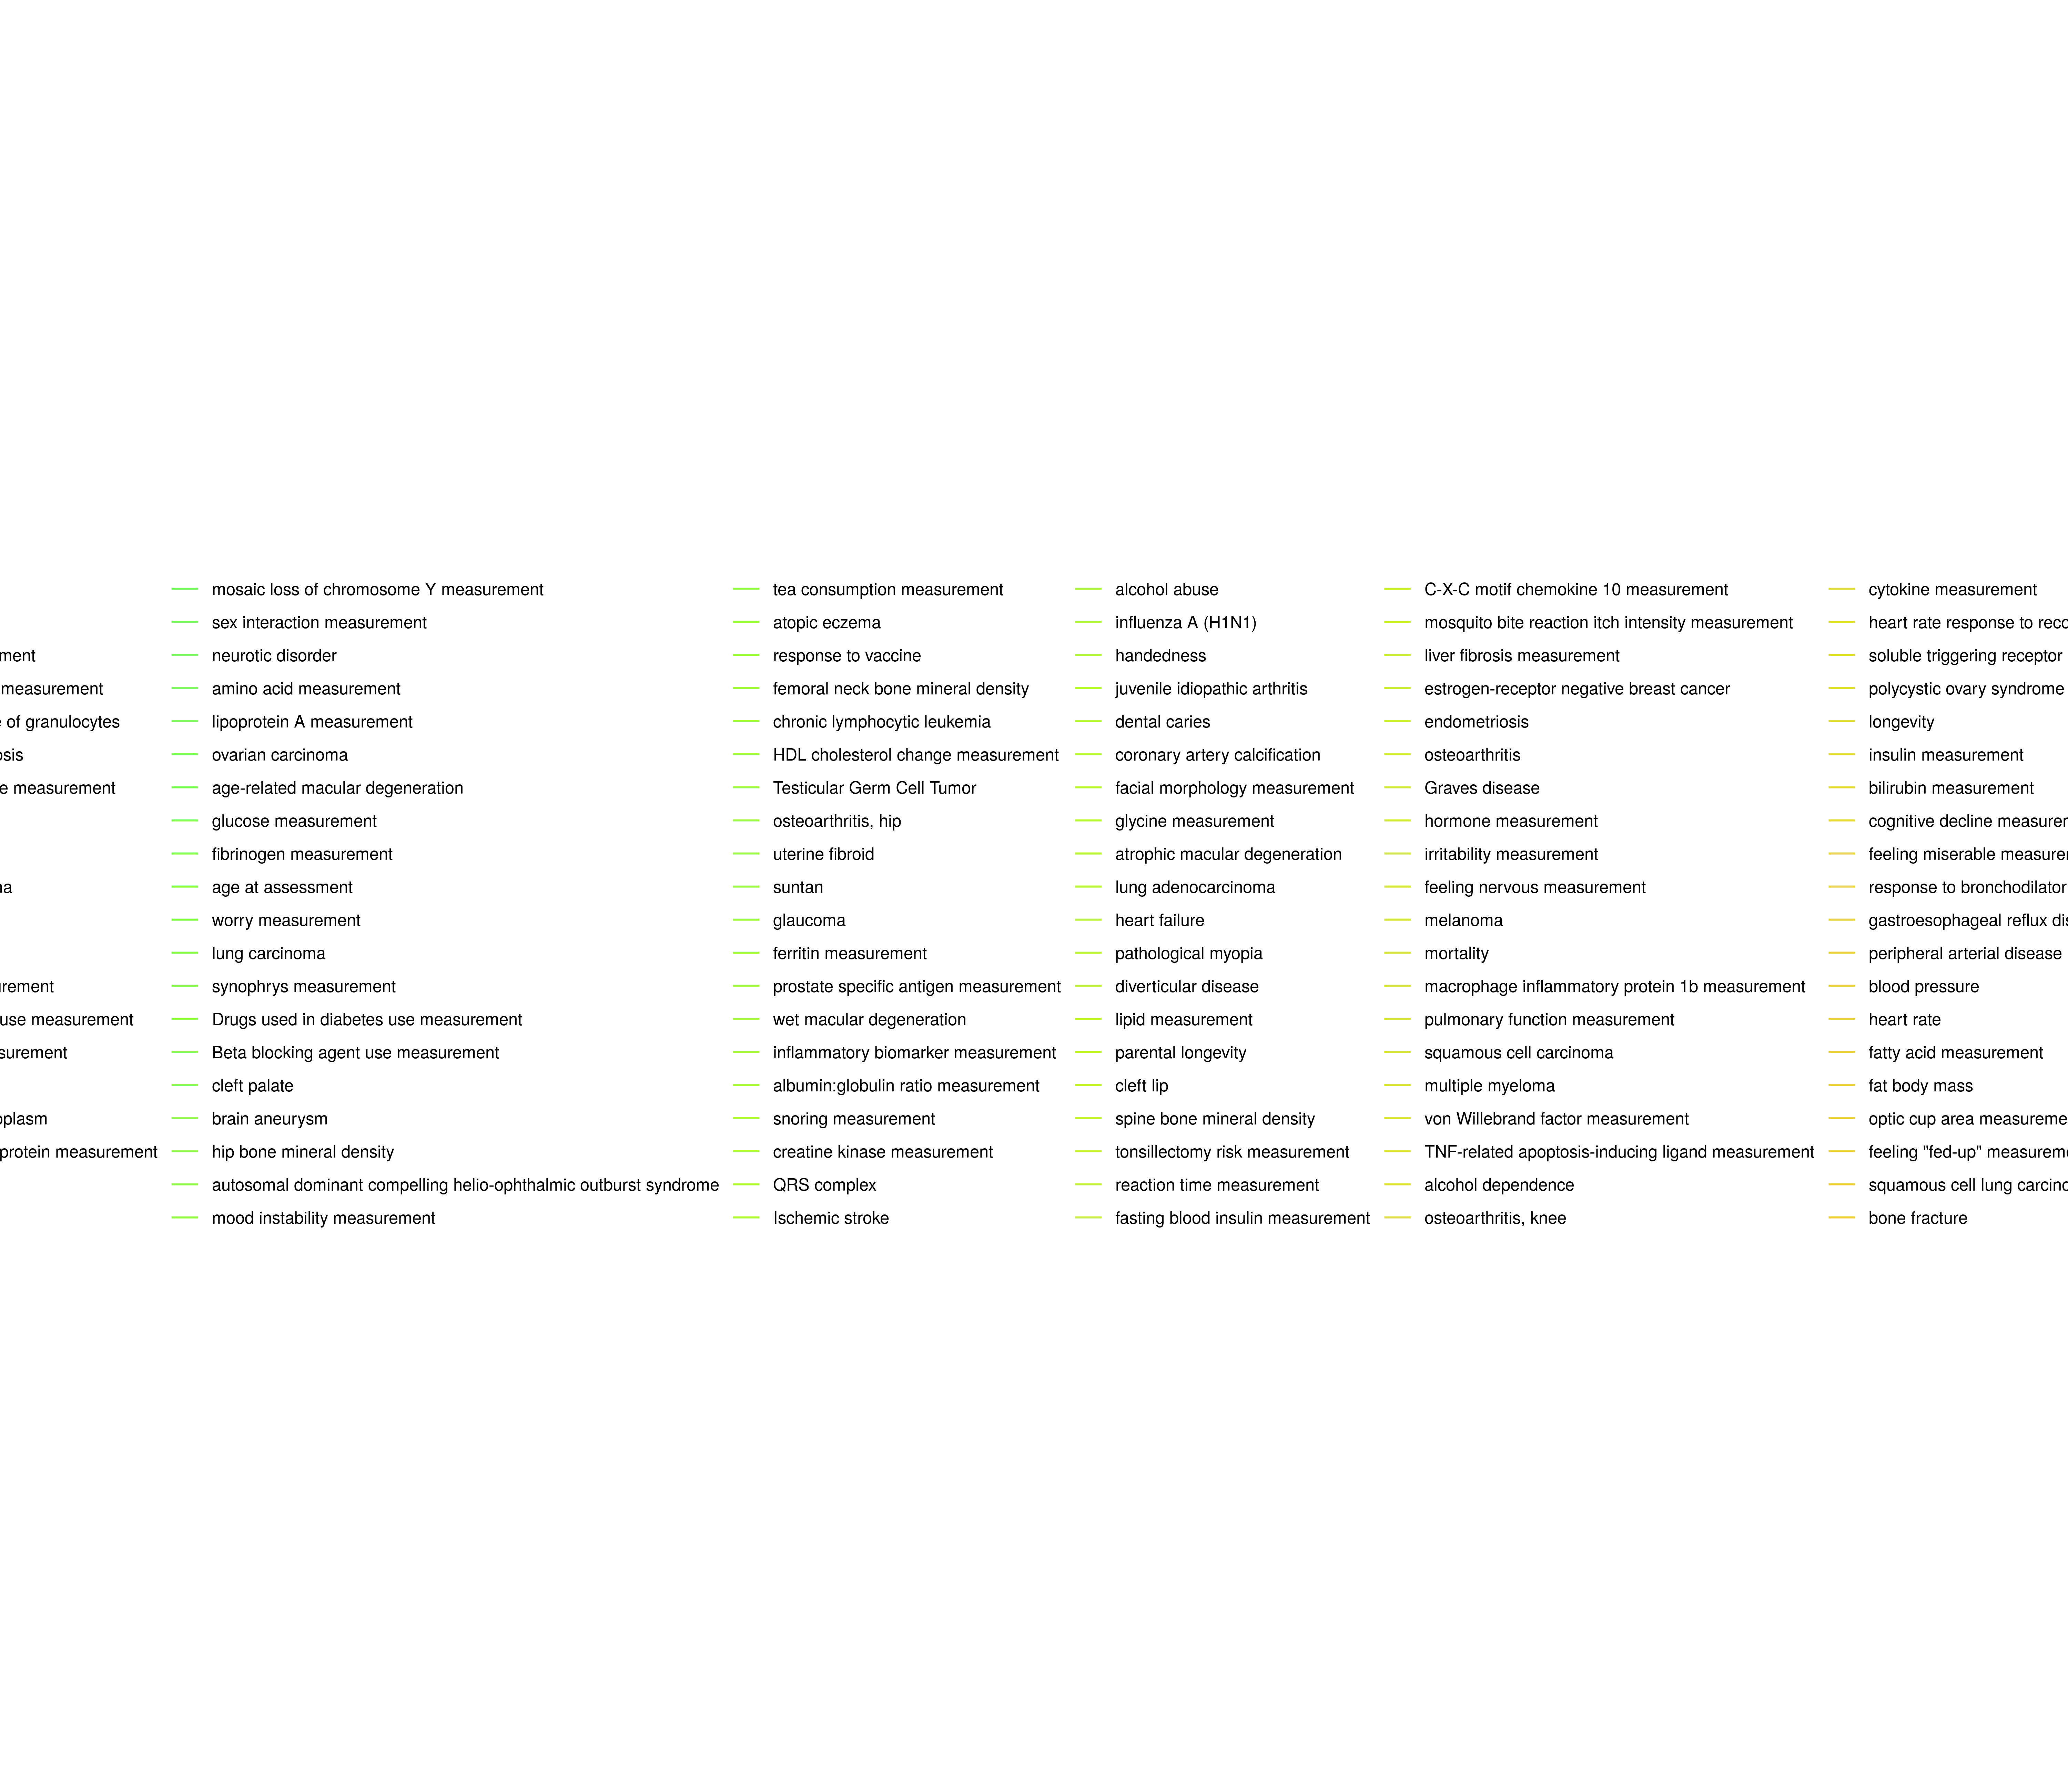 mosaic loss of chromosome Y measurement
sex interaction measurement
neurotic disorder
amino acid measurement
lipoprotein A measurement
ovarian carcinoma
age-related macular degeneration
glucose measurement
fibrinogen measurement
age at assessment
worry measurement
lung carcinoma
synophrys measurement
Drugs used in diabetes use measurement
Beta blocking agent use measurement
cleft palate
brain aneurysm
hip bone mineral density
autosomal dominant compelling helio-ophthalmic outburst syndrome
mood instability measurement
tea consumption measurement
atopic eczema
response to vaccine
femoral neck bone mineral density
chronic lymphocytic leukemia
HDL cholesterol change measurement
Testicular Germ Cell Tumor
osteoarthritis, hip
uterine fibroid
suntan
glaucoma
ferritin measurement
prostate specific antigen measurement
wet macular degeneration
inflammatory biomarker measurement
albumin:globulin ratio measurement
snoring measurement
creatine kinase measurement
QRS complex
Ischemic stroke
alcohol abuse
influenza A (H1N1)
handedness
juvenile idiopathic arthritis
dental caries
coronary artery calcification
facial morphology measurement
glycine measurement
atrophic macular degeneration
lung adenocarcinoma
heart failure
pathological myopia
diverticular disease
lipid measurement
parental longevity
cleft lip
spine bone mineral density
tonsillectomy risk measurement
reaction time measurement
fasting blood insulin measurement
C-X-C motif chemokine 10 measurement
mosquito bite reaction itch intensity measurement
liver fibrosis measurement
estrogen-receptor negative breast cancer
endometriosis
osteoarthritis
Graves disease
hormone measurement
irritability measurement
feeling nervous measurement
melanoma
mortality
macrophage inflammatory protein 1b measurement
pulmonary function measurement
squamous cell carcinoma
multiple myeloma
von Willebrand factor measurement
TNF-related apoptosis-inducing ligand measurement
alcohol dependence
osteoarthritis, knee
cytokine measurement
heart rate response to
soluble triggering receptor
polycystic ovary syndrome
longevity
insulin measurement
bilirubin measurement
cognitive decline
feeling miserable
response to bronchodilator
gastroesophageal reflux
peripheral arterial disease
blood pressure
heart rate
fatty acid measurement
fat body mass
optic cup area
feeling "fed-up"
squamous cell lung
bone fracture
measurement
of granulocytes
measurement
use measurement
protein measurement